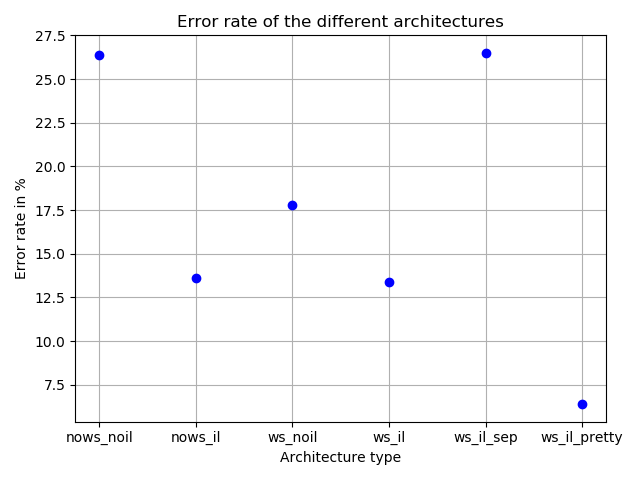 Error rate of the different architectures
27.5
25.0
22.5
20.0
17.5
15.0
12.5
10.0
7.5
Error rate in %
nows_noil nows_il ws_noil ws_il ws_il_sep ws_il_pretty
Architecture type